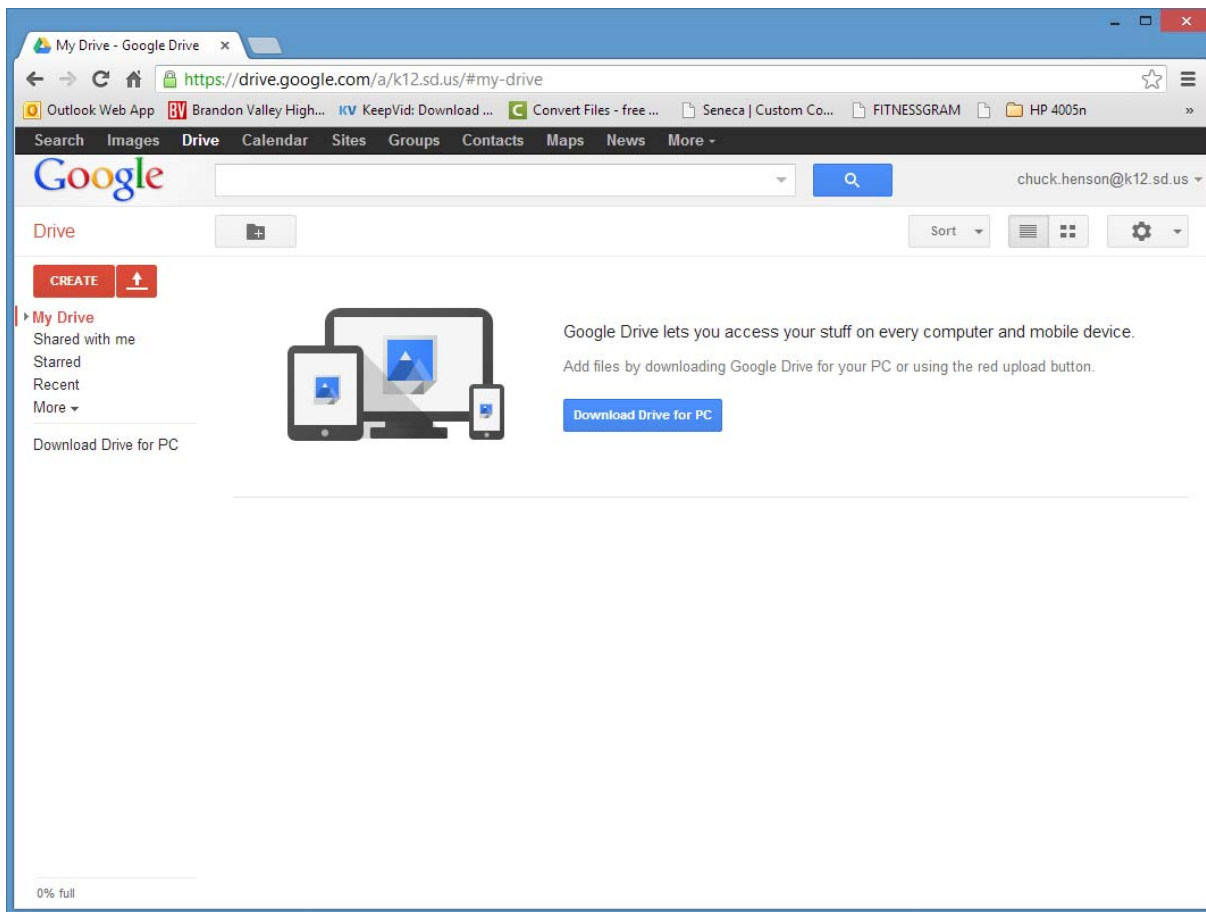 My Drive - Google Drive
https://drive.google.com/a/k12.sd.us/#my-drive
Outlook Web App BV Brandon Valley High... KV KeepVid: Download ... C Convert Files - free ... Seneca | Custom Co... FITNESSGRAM HP 4005n »
Search Images Drive Calendar Sites Groups Contacts Maps News More
Google chuck.henson@k12.sd.us
Drive Sort
CREATE
My Drive
Shared with me
Starred
Recent
More
Download Drive for PC
Google Drive lets you access your stuff on every computer and mobile device.
Add files by downloading Google Drive for your PC or using the red upload button.
Download Drive for PC
0% full